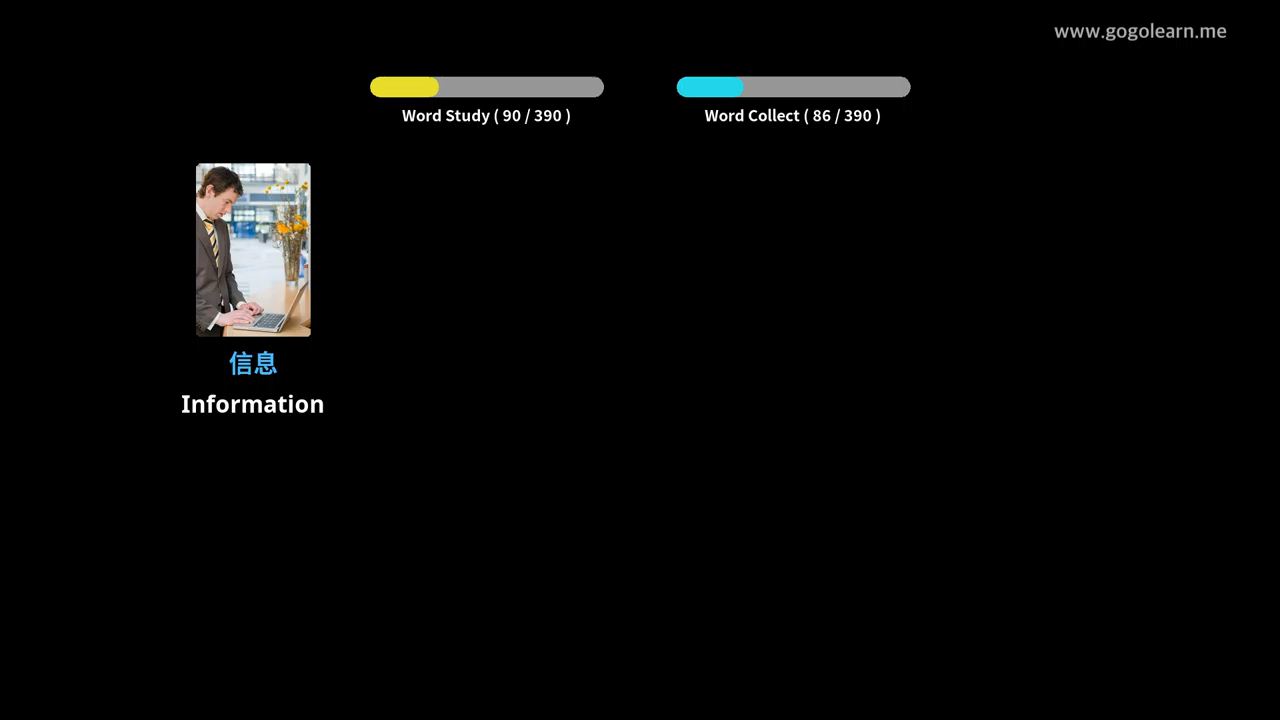 www.gogolearn.me
Word Study ( 90 / 390 )
Word Collect ( 86 / 390 )
信息
Information